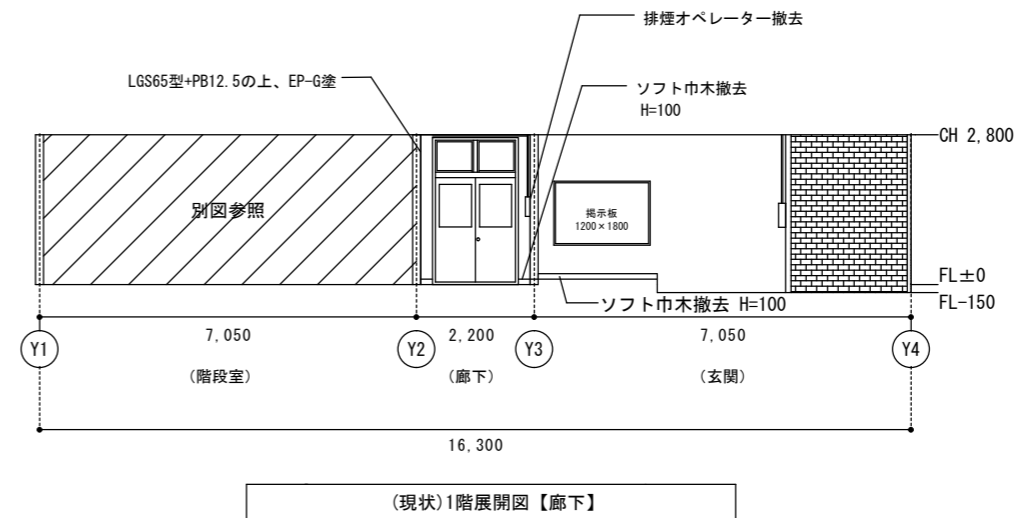 排煙オペレーター撤去
LGS65型+PB12.5の上、EP-G塗
ソフト巾木撤去
H=100
CH 2,800
別図参照
掲示板
1200×1800
FL±0
ソフト巾木撤去 H=100
FL-150
7,050
2,200
7,050
Y1
Y2
Y3
Y4
(階段室)
(廊下)
(玄関)
16,300
(現状)1階展開図【廊下】